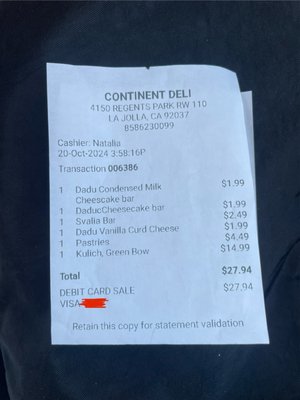 CONTINENT DELI
4150 REGENTS PARK RW 110
LA JOLLA, CA 92037
8586230099
Cashier: Natalia
20-Oct-2024 3:58:16P
Transaction 006386
1 Dadu Condensed Milk $1.99
Cheescake bar
1 DaducCheesecake bar $1.99
1 Svalia Bar $2.49
1 Dadu Vanilla Curd Cheese $1.99
1 Pastries $4.49
1 Kulich, Green Bow $14.99
Total $27.94
DEBIT CARD SALE $27.94
VISA
Retain this copy for statement validation